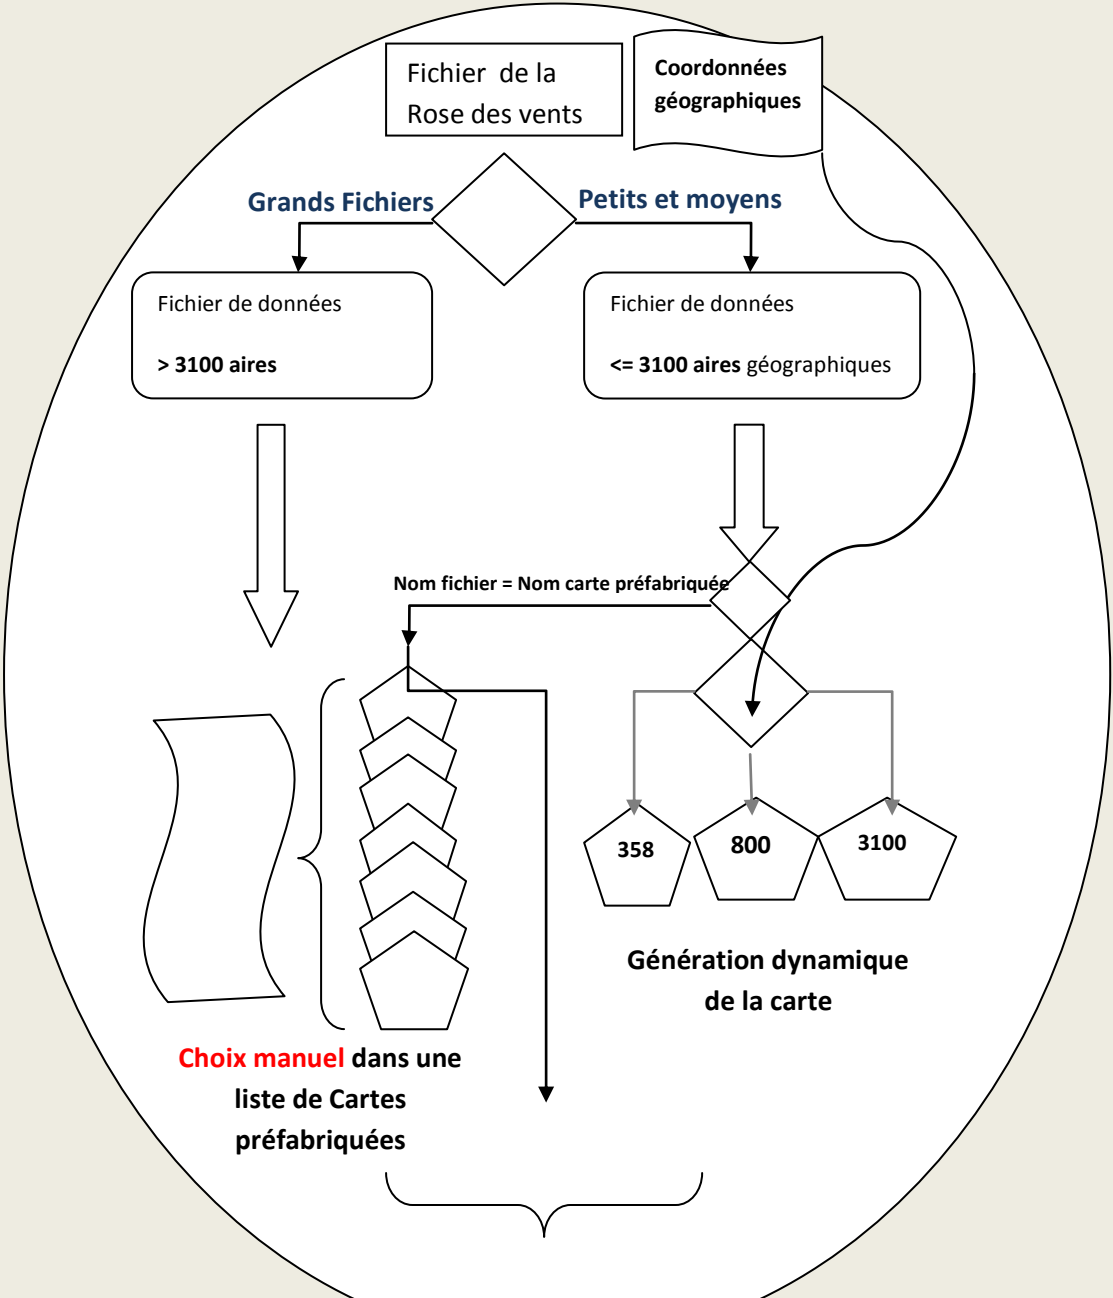 Fichier de la
Rose des vents
Coordonnées
géographiques
Grands Fichiers
Petits et moyens
Fichier de données
> 3100 aires
Fichier de données
<= 3100 aires géographiques
Nom fichier = Nom carte préfabriquée
358
800
3100
Génération dynamique
de la carte
Choix manuel dans une
liste de Cartes
préfabriquées